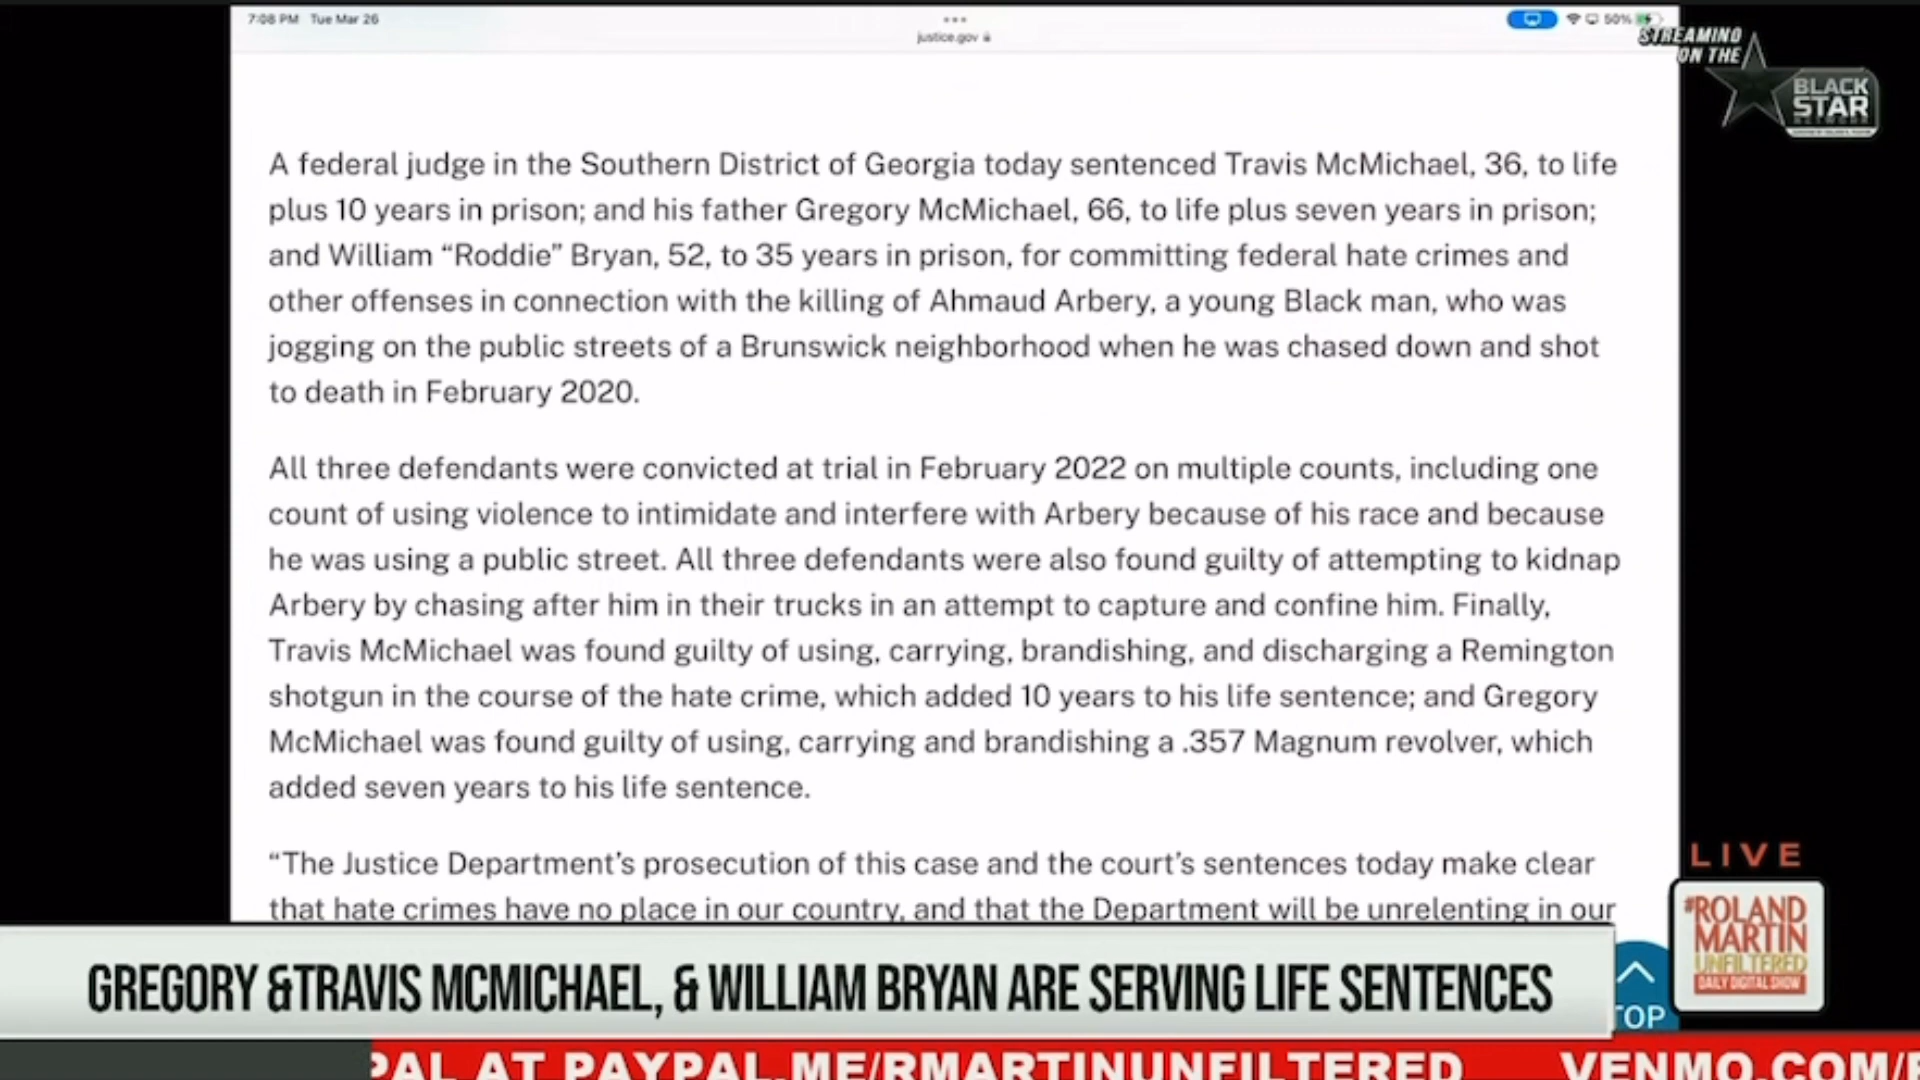 7:08 PM Tue Mar 26
justice.gov
50%
STREAMING
ON THE
BLACK
STAR
NETWORK
A federal judge in the Southern District of Georgia today sentenced Travis McMichael, 36, to life
plus 10 years in prison; and his father Gregory McMichael, 66, to life plus seven years in prison;
and William “Roddie” Bryan, 52, to 35 years in prison, for committing federal hate crimes and
other offenses in connection with the killing of Ahmaud Arbery, a young Black man, who was
jogging on the public streets of a Brunswick neighborhood when he was chased down and shot
to death in February 2020.
All three defendants were convicted at trial in February 2022 on multiple counts, including one
count of using violence to intimidate and interfere with Arbery because of his race and because
he was using a public street. All three defendants were also found guilty of attempting to kidnap
Arbery by chasing after him in their trucks in an attempt to capture and confine him. Finally,
Travis McMichael was found guilty of using, carrying, brandishing, and discharging a Remington
shotgun in the course of the hate crime, which added 10 years to his life sentence; and Gregory
McMichael was found guilty of using, carrying and brandishing a .357 Magnum revolver, which
added seven years to his life sentence.
“The Justice Department’s prosecution of this case and the court’s sentences today make clear
that hate crimes have no place in our country, and that the Department will be unrelenting in our
LIVE
#ROLAND
MARTIN
UNFILTERED
DAILY DIGITAL SHOW
GREGORY &TRAVIS MCMICHAEL, & WILLIAM BRYAN ARE SERVING LIFE SENTENCES
TOP
PAL AT PAYPAL.ME/RMARTINUNFILTERED VENMO.COM/R